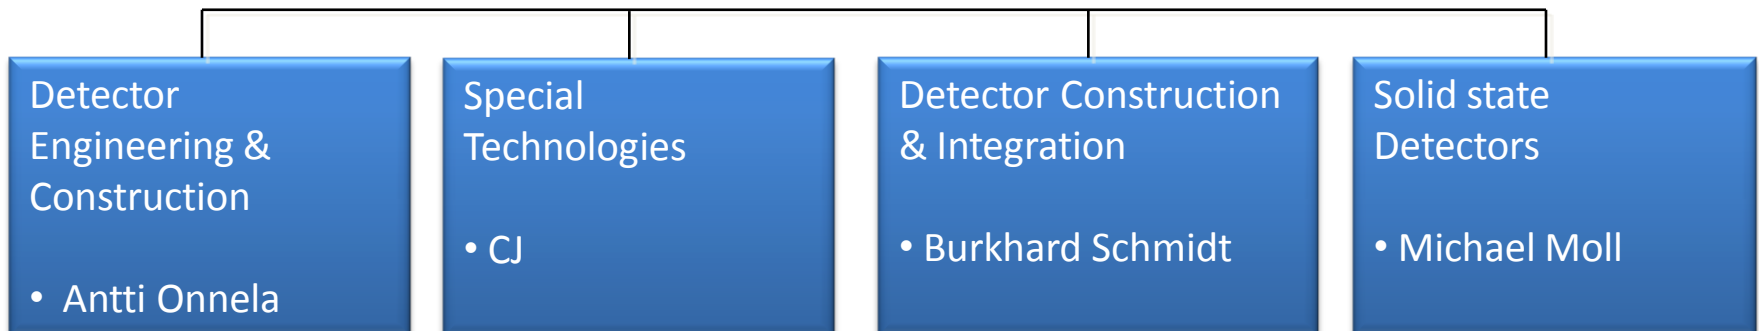 Detector
Engineering &
Construction
• Antti Onnela
Special
Technologies
• CJ
Detector Construction
& Integration
• Burkhard Schmidt
Solid state
Detectors
• Michael Moll